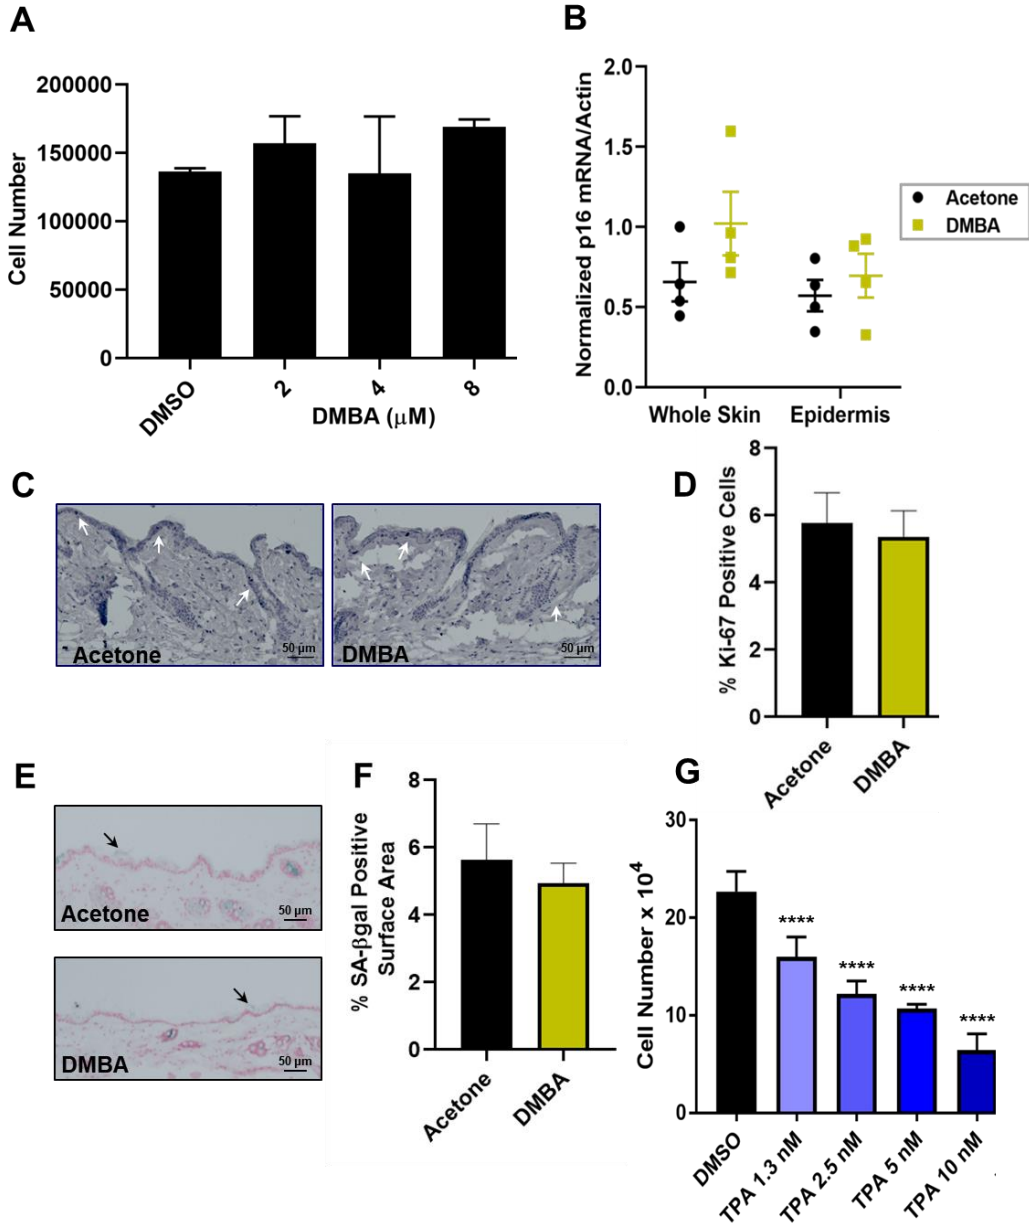 A
200000
150000
100000
50000
0
Cell Number
DMSO
2
4
8
DMBA (μM)
B
2.0
1.5
1.0
0.5
0.0
Normalized p16 mRNA/Actin
Whole Skin
Epidermis
Acetone
DMBA
C
Acetone
50 μm
DMBA
50 μm
D
8
6
4
2
0
% Ki-67 Positive Cells
Acetone
DMBA
E
Acetone
50 μm
DMBA
50 μm
F
8
6
4
2
0
% SA-βgal Positive
Surface Area
Acetone
DMBA
G
30
20
10
0
Cell Number x 10⁴
****
****
****
****
DMSO
TPA 1.3 nM
TPA 2.5 nM
TPA 5 nM
TPA 10 nM